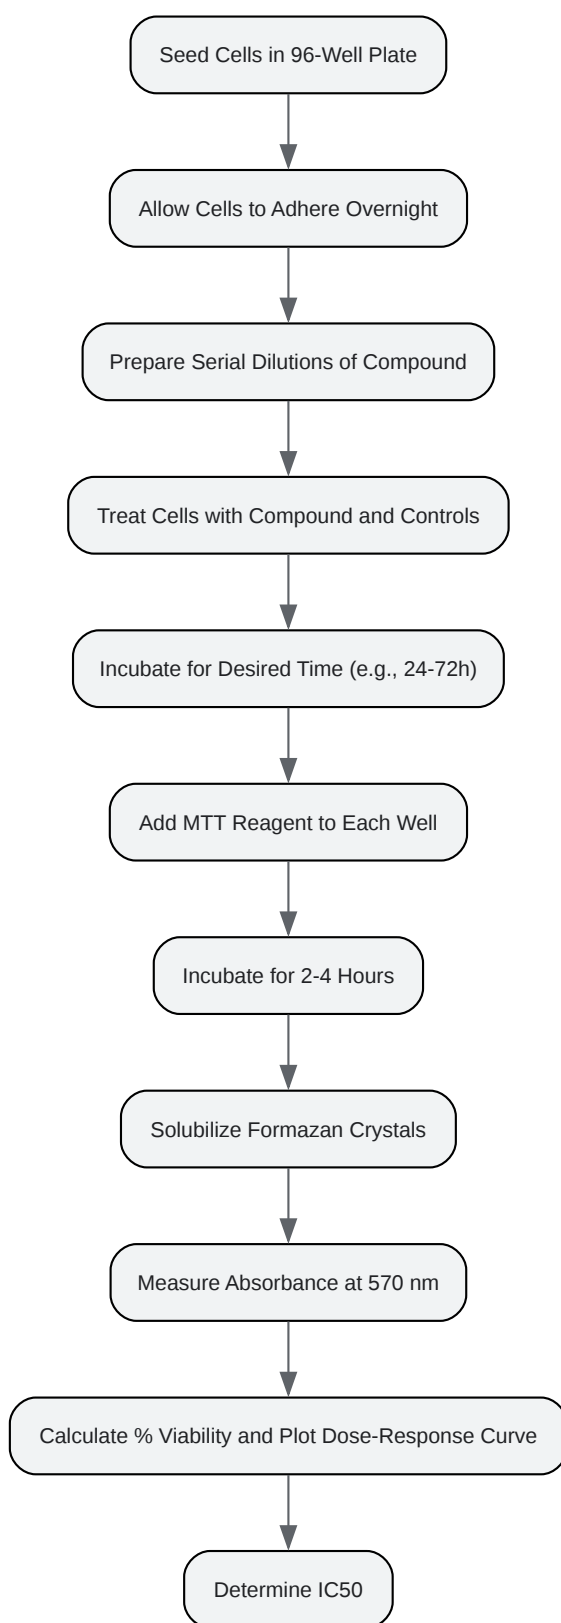 Seed Cells in 96-Well Plate
Allow Cells to Adhere Overnight
Prepare Serial Dilutions of Compound
Treat Cells with Compound and Controls
Incubate for Desired Time (e.g., 24-72h)
Add MTT Reagent to Each Well
Incubate for 2-4 Hours
Solubilize Formazan Crystals
Measure Absorbance at 570 nm
Calculate % Viability and Plot Dose-Response Curve
Determine IC50